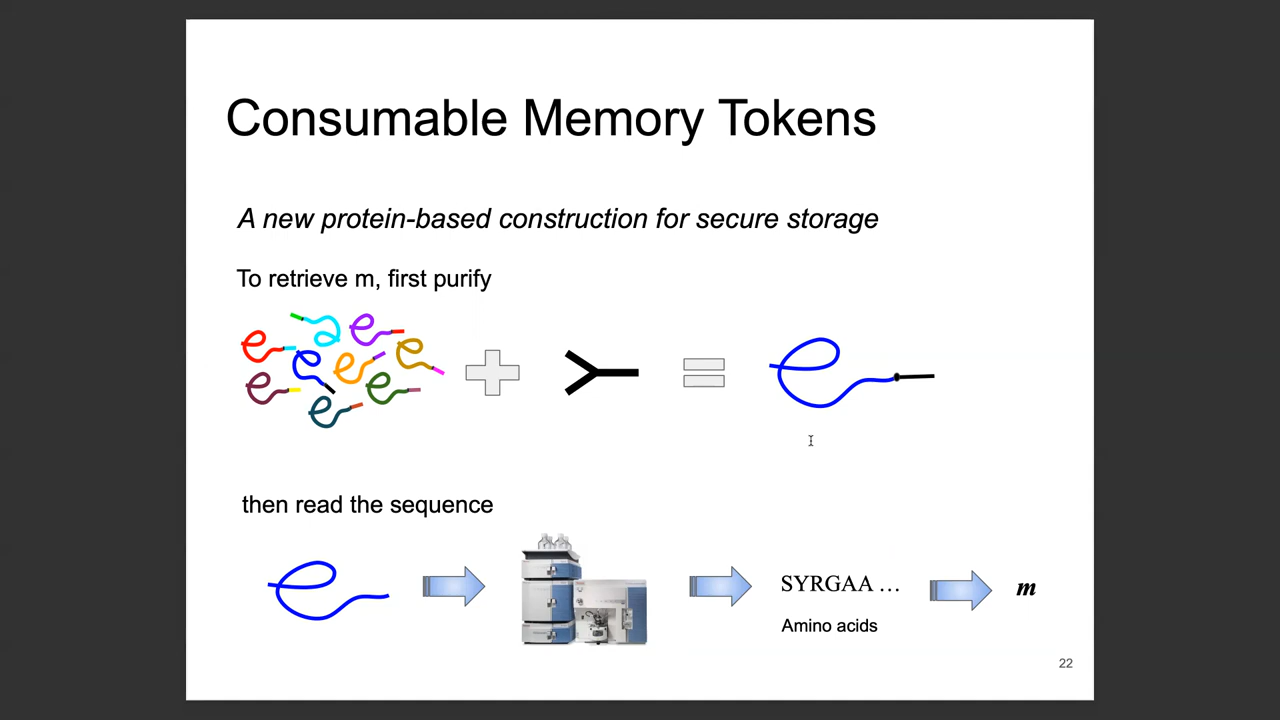 Consumable Memory Tokens
A new protein-based construction for secure storage
To retrieve m, first purify
then read the sequence
SYRGAA …
m
Amino acids
22